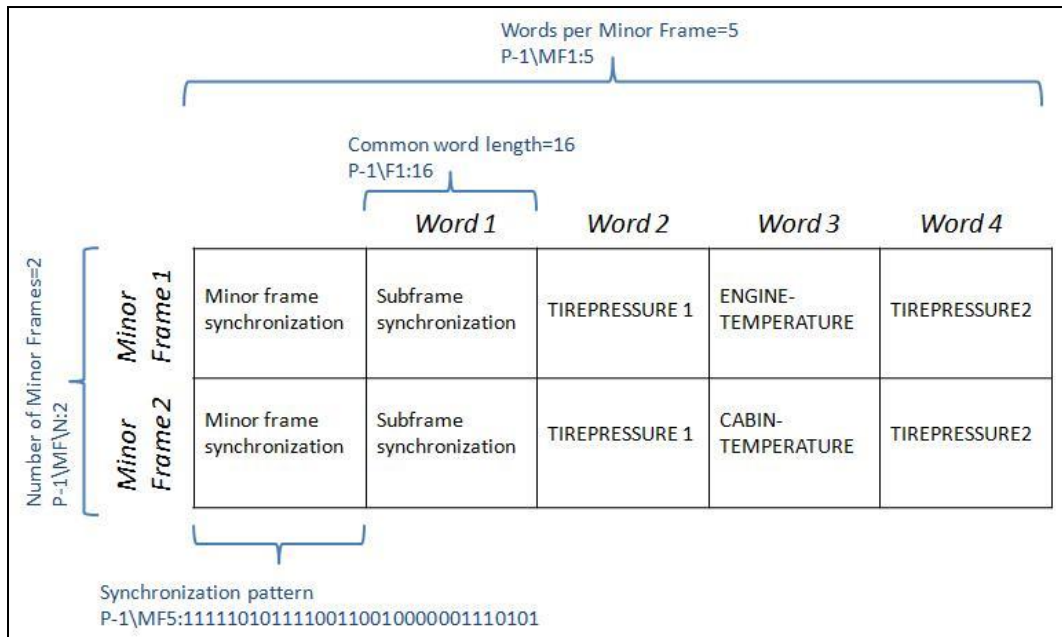 Words per Minor Frame=5
P-1\MF1:5
Common word length=16
P-1\F1:16
Word 1 Word 2 Word 3 Word 4
Number of Minor Frames=2
P-1\MF\N:2
Minor
Frame 1
Minor frame
synchronization
Subframe
synchronization
TIREPRESSURE 1
ENGINE-
TEMPERATURE
TIREPRESSURE2
Minor
Frame 2
Minor frame
synchronization
Subframe
synchronization
TIREPRESSURE 1
CABIN-
TEMPERATURE
TIREPRESSURE2
Synchronization pattern
P-1\MF5:111110101111001100100000001110101